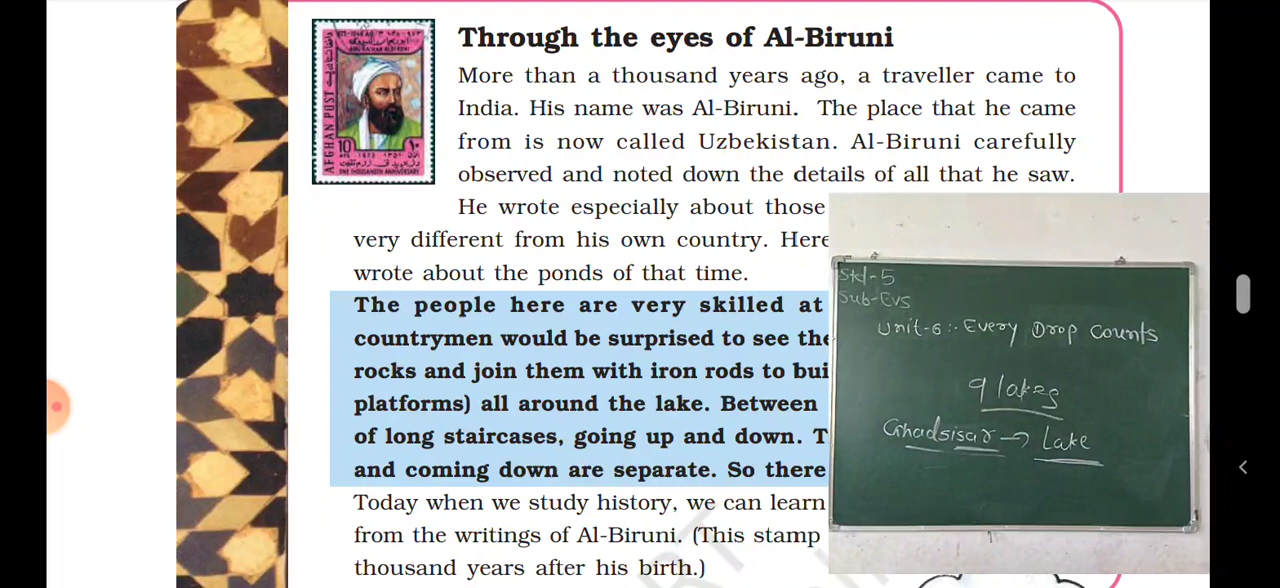 Through the eyes of Al-Biruni
More than a thousand years ago, a traveller came to
India. His name was Al-Biruni. The place that he came
from is now called Uzbekistan. Al-Biruni carefully
observed and noted down the details of all that he saw.
He wrote especially about those
very different from his own country. Here
wrote about the ponds of that time.
The people here are very skilled at
countrymen would be surprised to see the
rocks and join them with iron rods to bui
platforms) all around the lake. Between
of long staircases, going up and down. T
and coming down are separate. So there
Today when we study history, we can learn
from the writings of Al-Biruni. (This stamp
thousand years after his birth.)
AFGHAN POST
10
Std-5
Sub-EVS
Unit-6:- Every Drop Counts
9 lakes
Ghadsisar → Lake